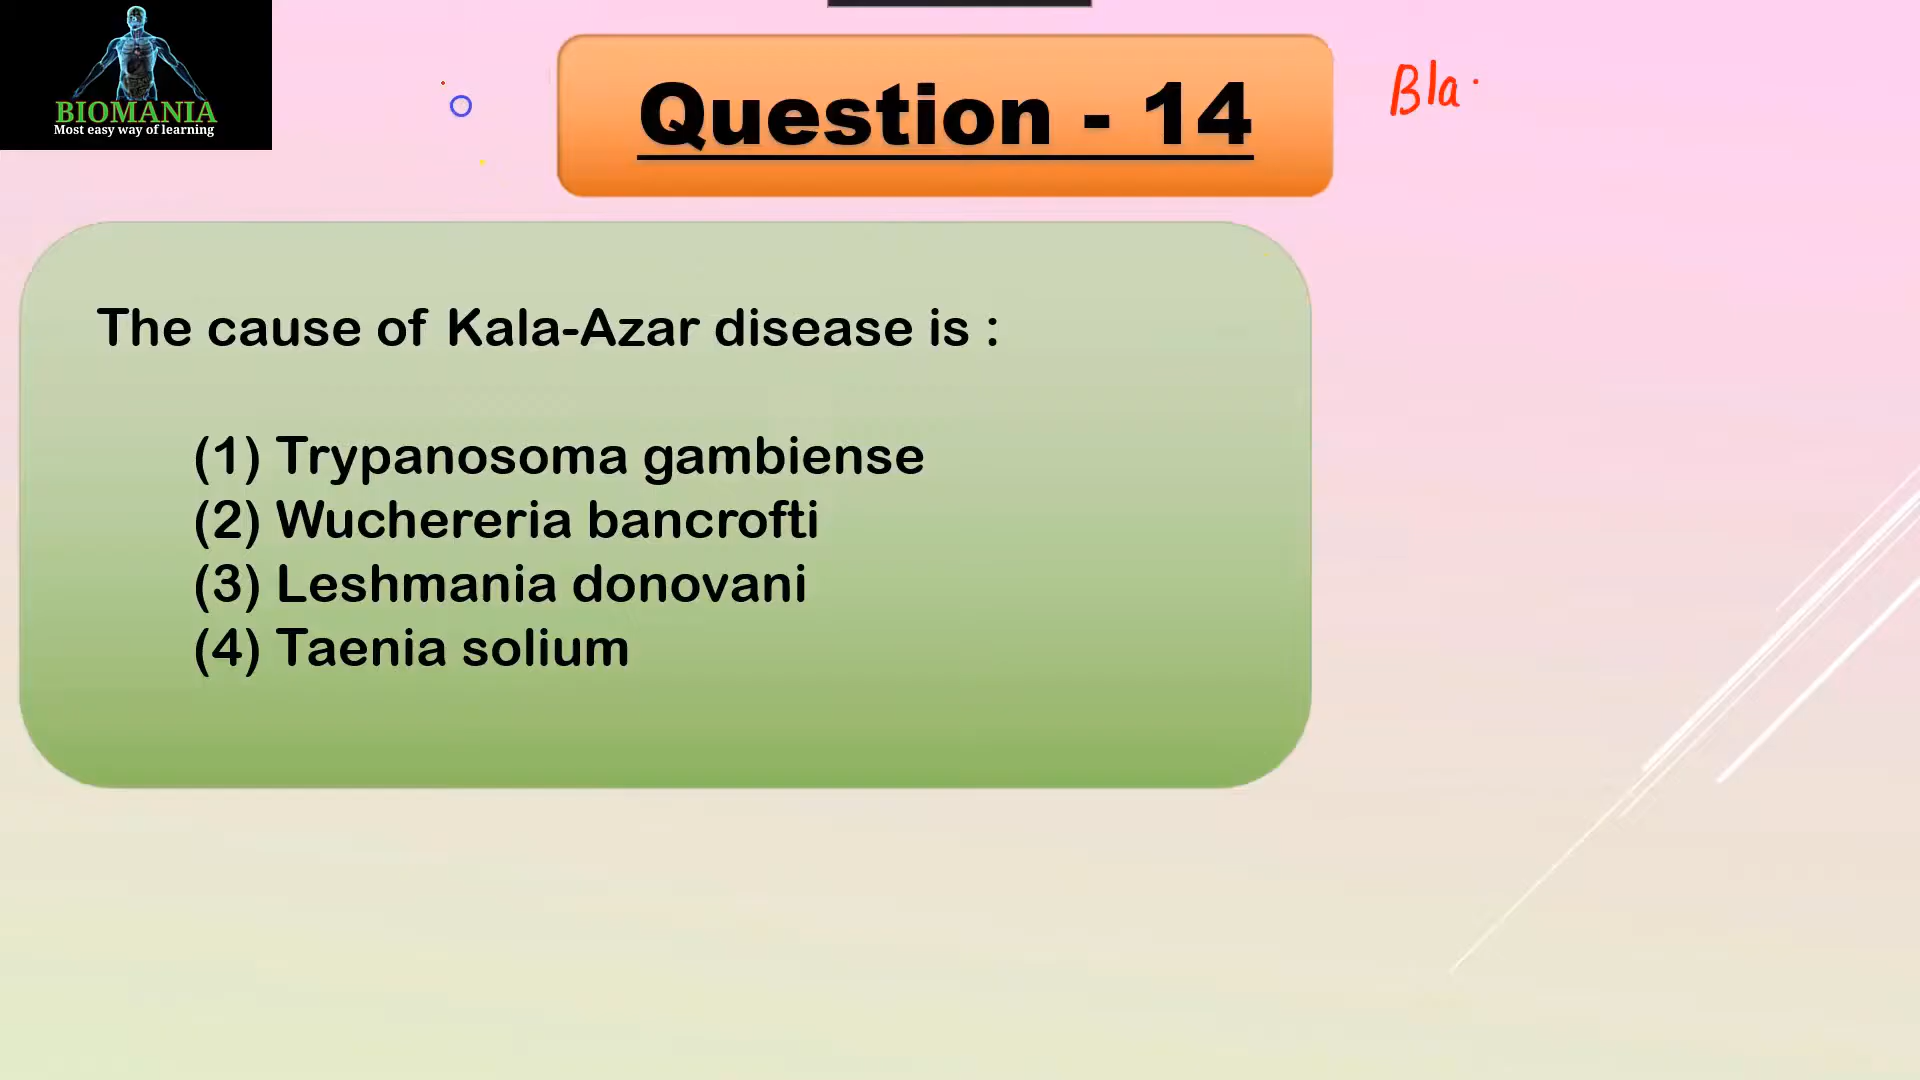 BIOMANIA
Most easy way of learning
Question - 14
Bla
The cause of Kala-Azar disease is :
(1) Trypanosoma gambiense
(2) Wuchereria bancrofti
(3) Leshmania donovani
(4) Taenia solium